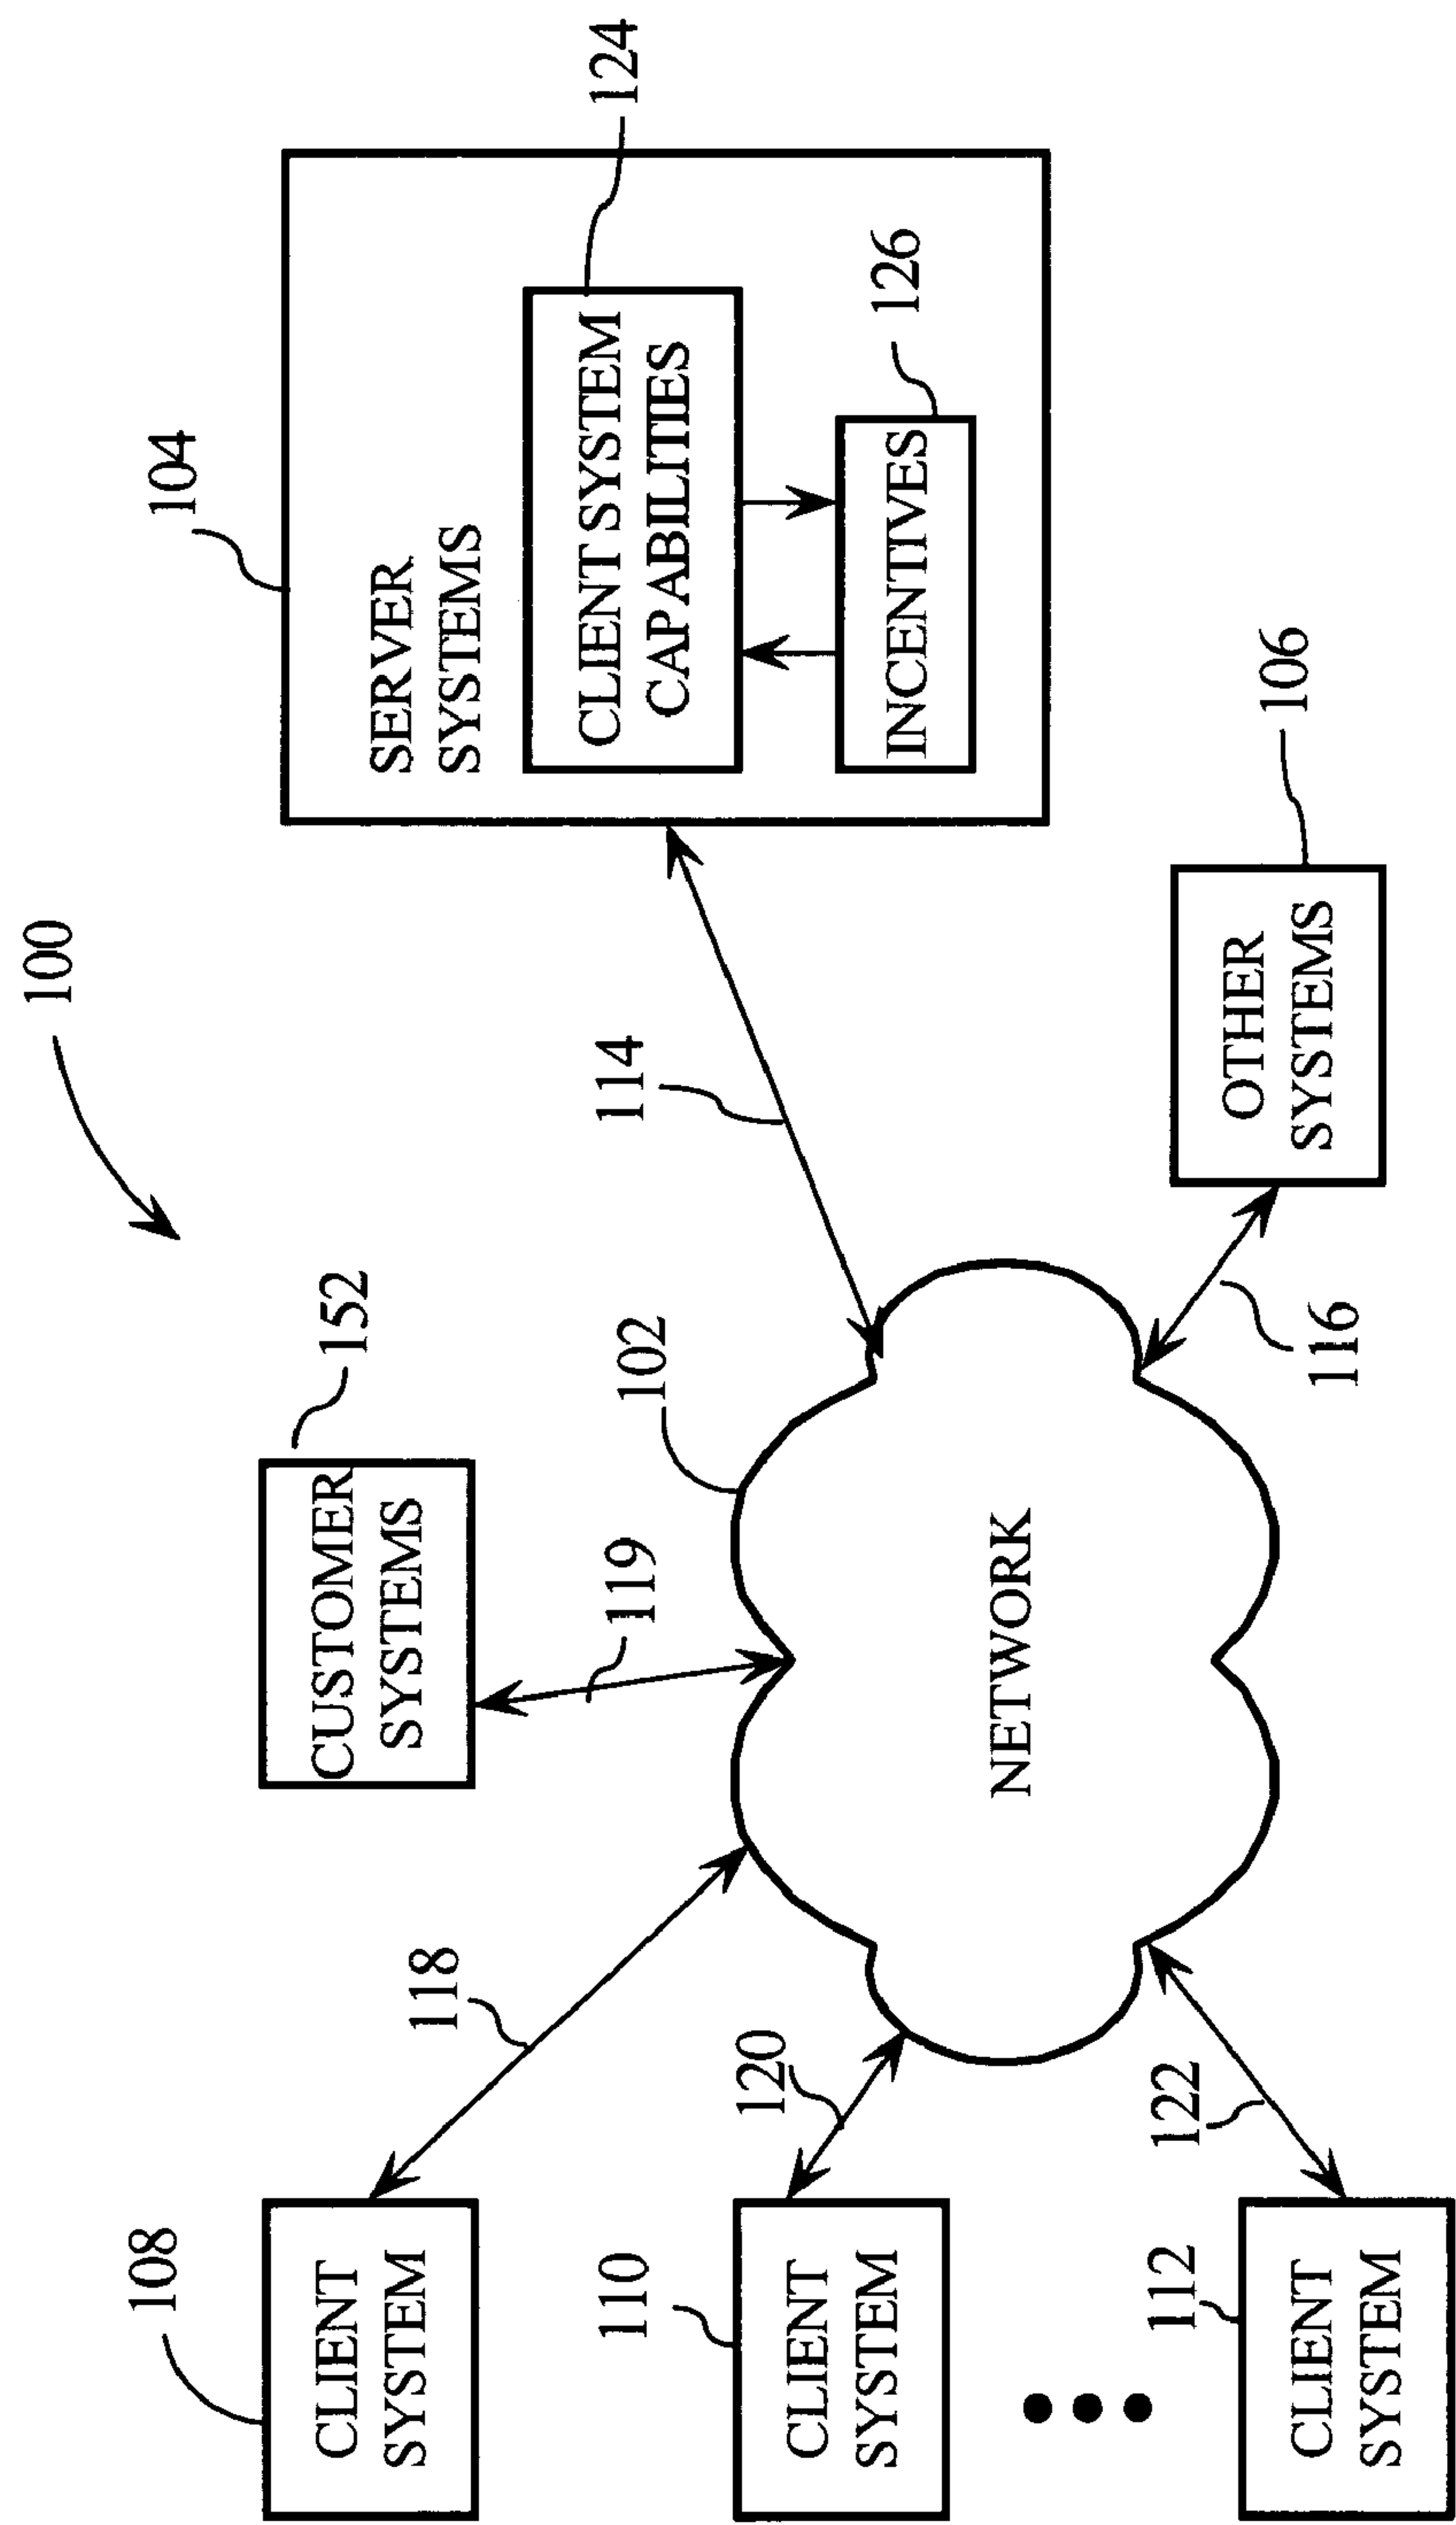 100
108
CLIENT
SYSTEM
118
CUSTOMER
SYSTEMS
152
119
102
NETWORK
114
104
SERVER
SYSTEMS
CLIENT SYSTEM
CAPABILITIES
124
INCENTIVES
126
110
CLIENT
SYSTEM
120
112
CLIENT
SYSTEM
122
116
OTHER
SYSTEMS
106